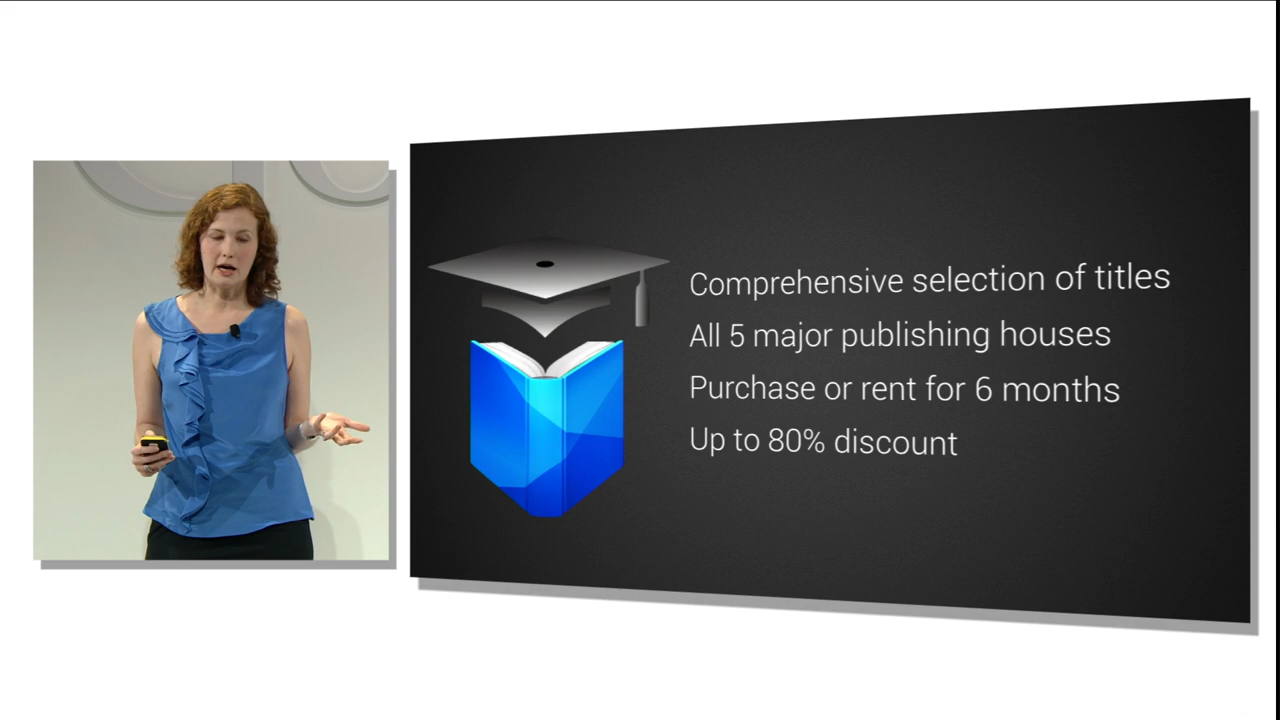 Comprehensive selection of titles
All 5 major publishing houses
Purchase or rent for 6 months
Up to 80% discount